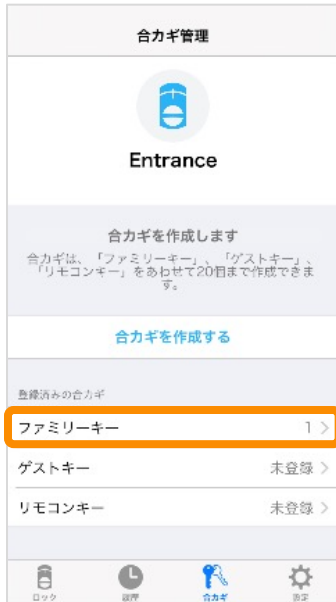 合カギ管理
Entrance
合カギを作成します
合カギは、「ファミリーキー」、「ゲストキー」、
「リモコンキー」をあわせて20個まで作成できま
す。
合カギを作成する
登録済みの合カギ
ファミリーキー 1
ゲストキー 未登録
リモコンキー 未登録
ロック 履歴 合カギ 設定